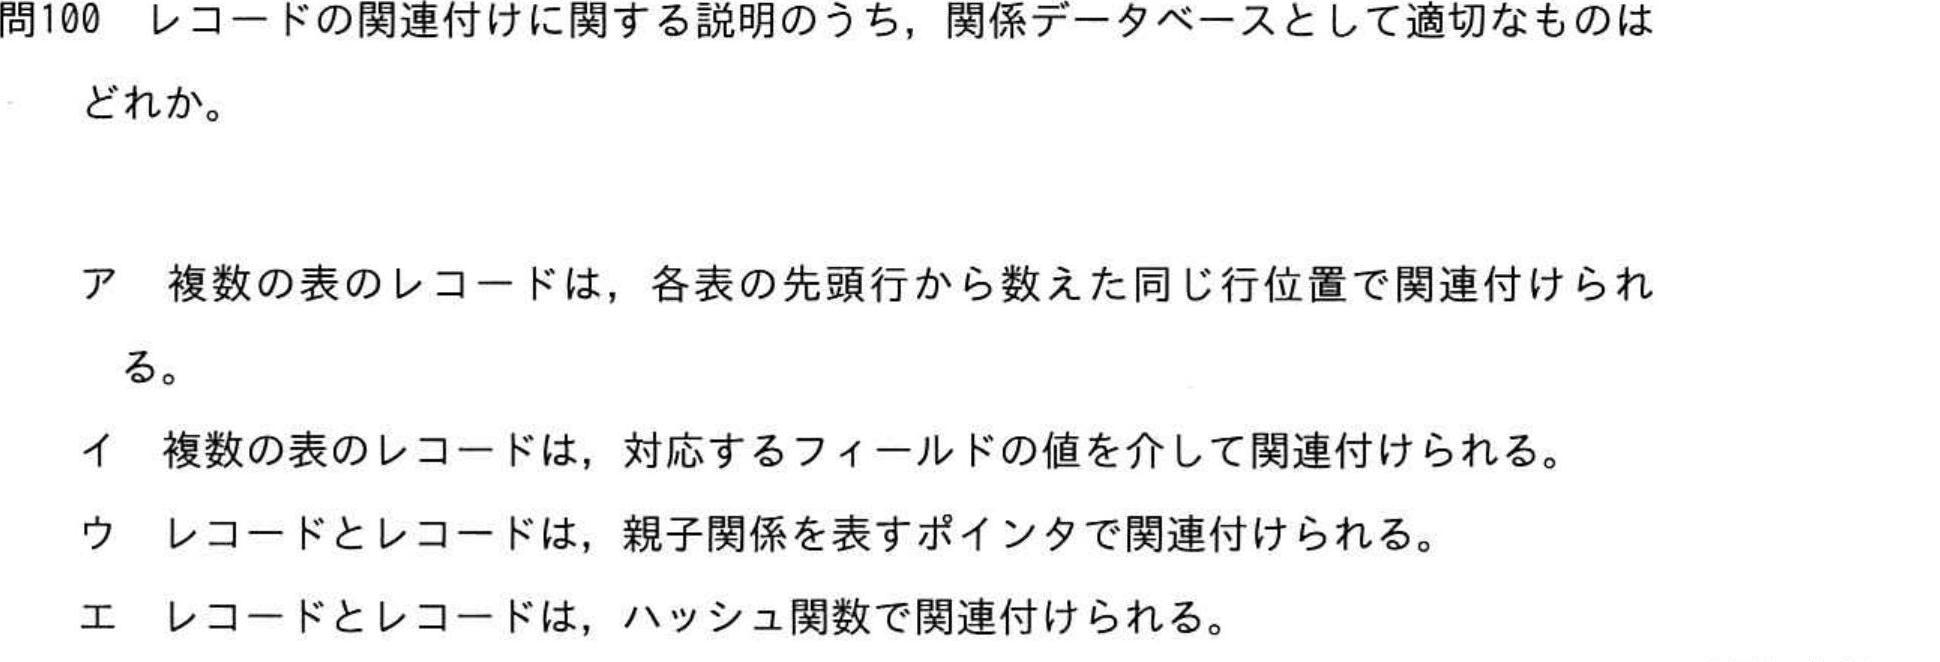 問100　レコードの関連付けに関する説明のうち，関係データベースとして適切なものは
どれか。
ア　複数の表のレコードは，各表の先頭行から数えた同じ行位置で関連付けられ
る。
イ　複数の表のレコードは，対応するフィールドの値を介して関連付けられる。
ウ　レコードとレコードは，親子関係を表すポインタで関連付けられる。
エ　レコードとレコードは，ハッシュ関数で関連付けられる。